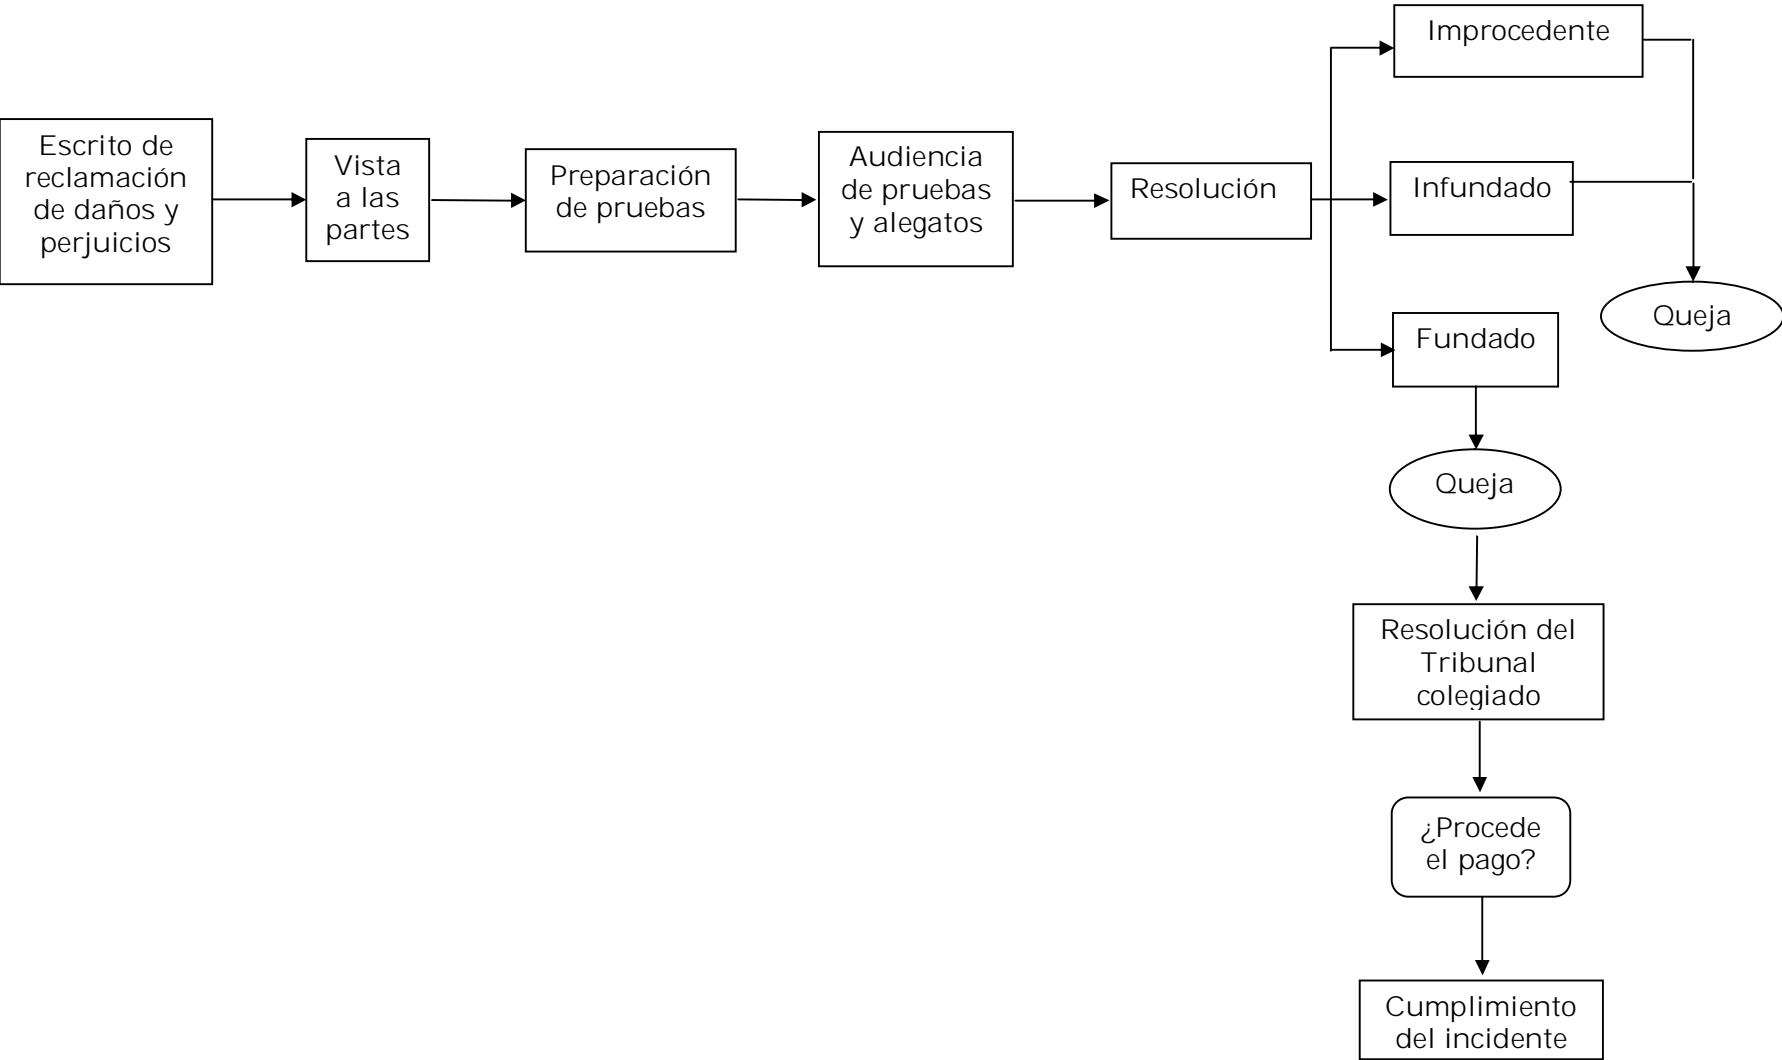 Escrito de
reclamación
de daños y
perjuicios
Vista
a las
partes
Preparación
de pruebas
Audiencia
de pruebas
y alegatos
Resolución
Improcedente
Infundado
Fundado
Queja
Queja
Resolución del
Tribunal
colegiado
¿Procede
el pago?
Cumplimiento
del incidente